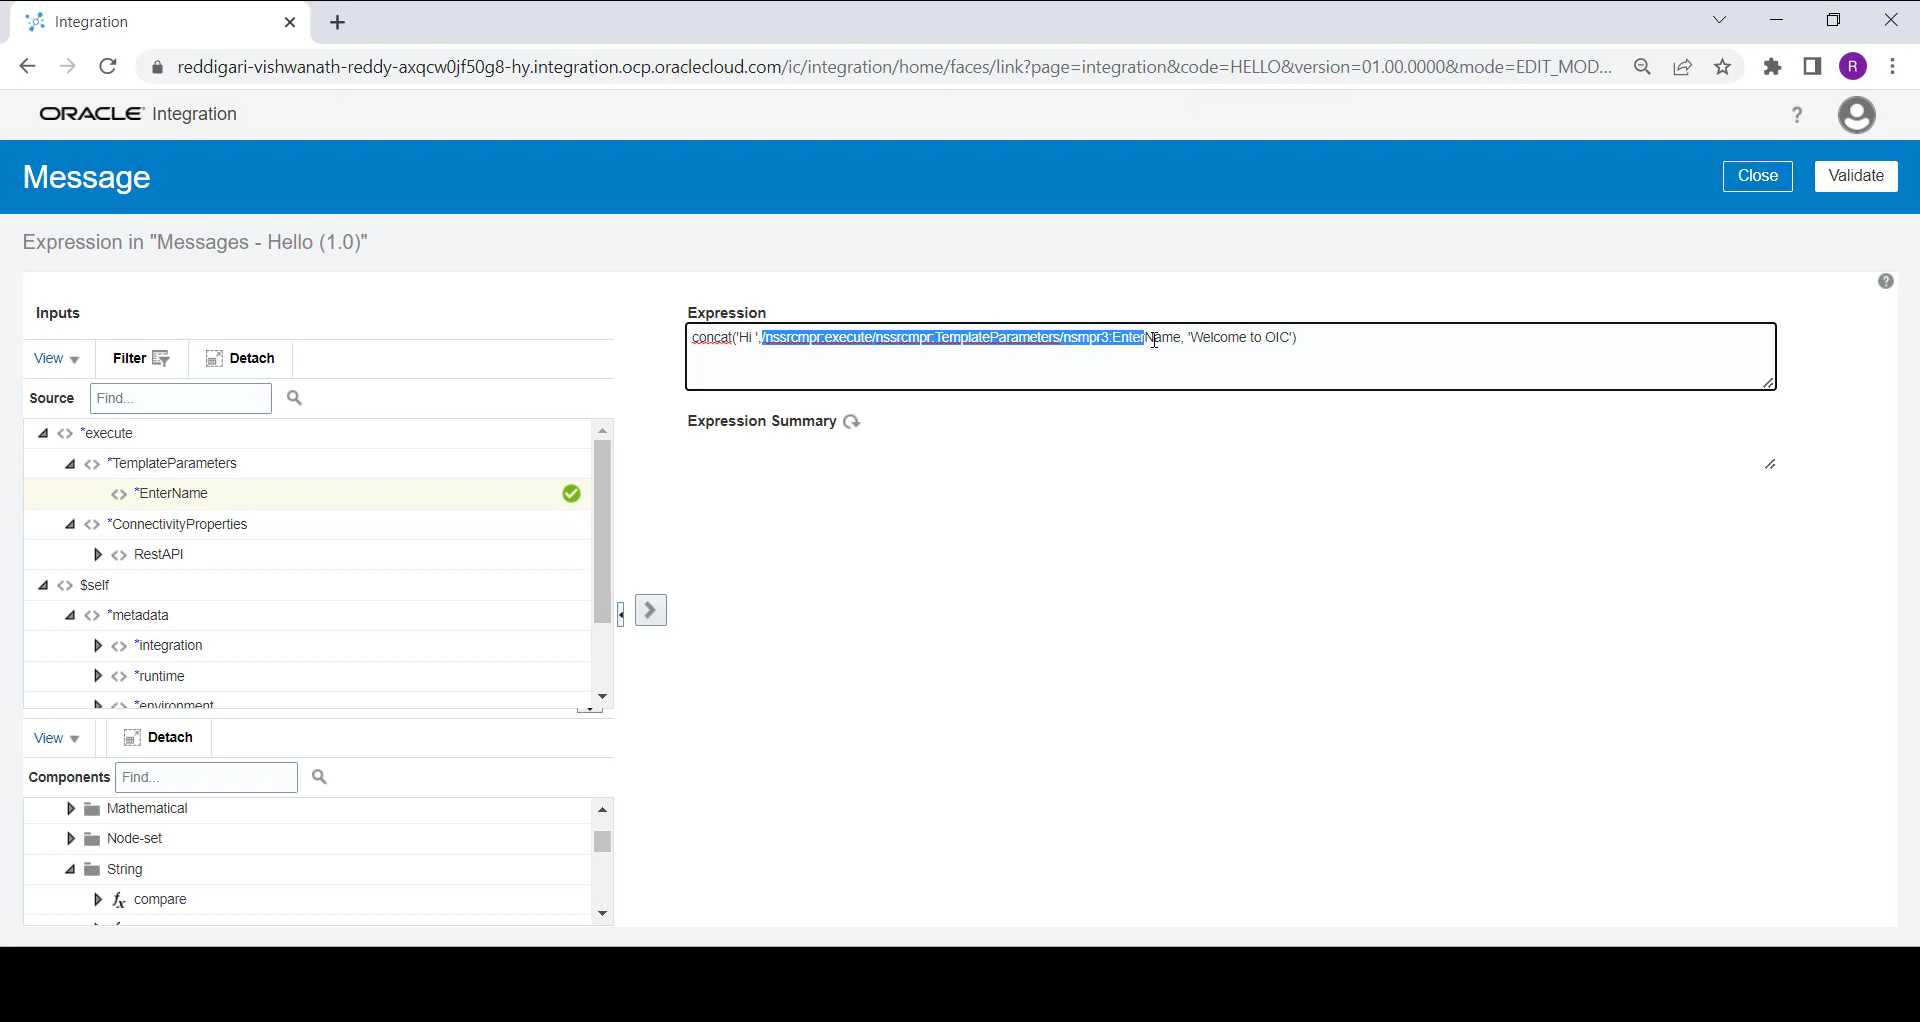 Integration
reddigari-vishwanath-reddy-axqcw0jf50g8-hy.integration.ocp.oraclecloud.com/ic/integration/home/faces/link?page=integration&code=HELLO&version=01.00.0000&mode=EDIT_MOD...
R
ORACLE Integration
?
Message
Close
Validate
Expression in "Messages - Hello (1.0)"
?
Inputs
Expression
concat('Hi ',/nssrcmpr:execute/nssrcmpr:TemplateParameters/nsmpr3:EnterName, 'Welcome to OIC')
View
Filter
Detach
Source
Find...
Expression Summary
*execute
*TemplateParameters
*EnterName
*ConnectivityProperties
RestAPI
$self
*metadata
*integration
*runtime
*environment
View
Detach
Components
Find...
Mathematical
Node-set
String
fx compare